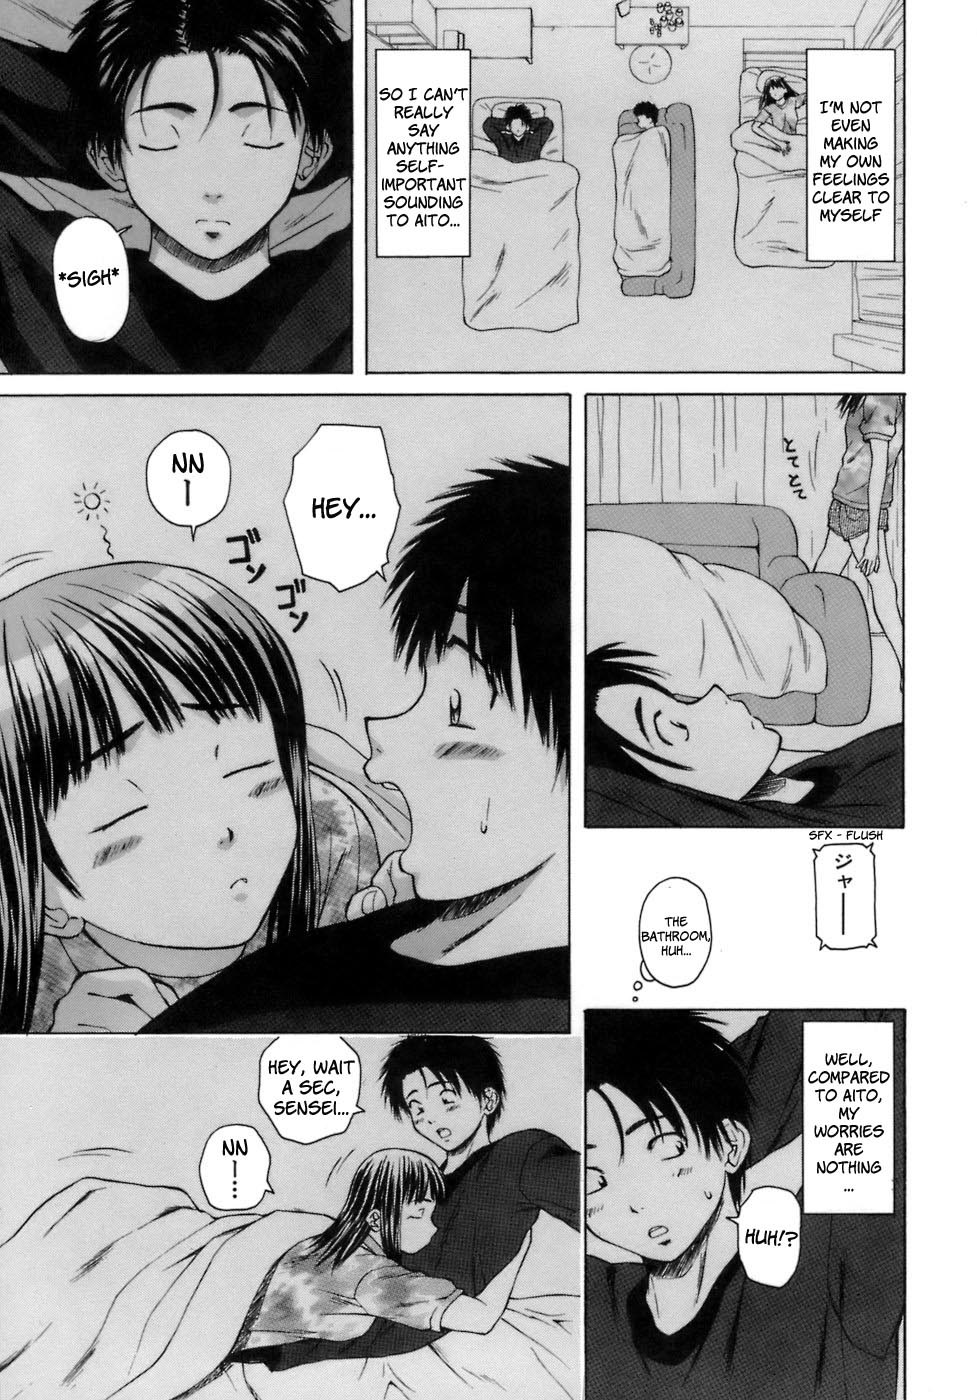 I'M NOT
EVEN
MAKING
MY OWN
FEELINGS
CLEAR TO
MYSELF
SO I CAN'T
REALLY
SAY
ANYTHING
SELF-
IMPORTANT
SOUNDING
TO AITO...
*SIGH*
とてとて
HEY...
NN
ー
ゴン
ゴン
SFX - FLUSH
ジャー
THE
BATHROOM,
HUH...
WELL,
COMPARED
TO AITO,
MY
WORRIES
ARE
NOTHING
...
HUH!?
HEY, WAIT
A SEC,
SENSEI...
NN
ー....